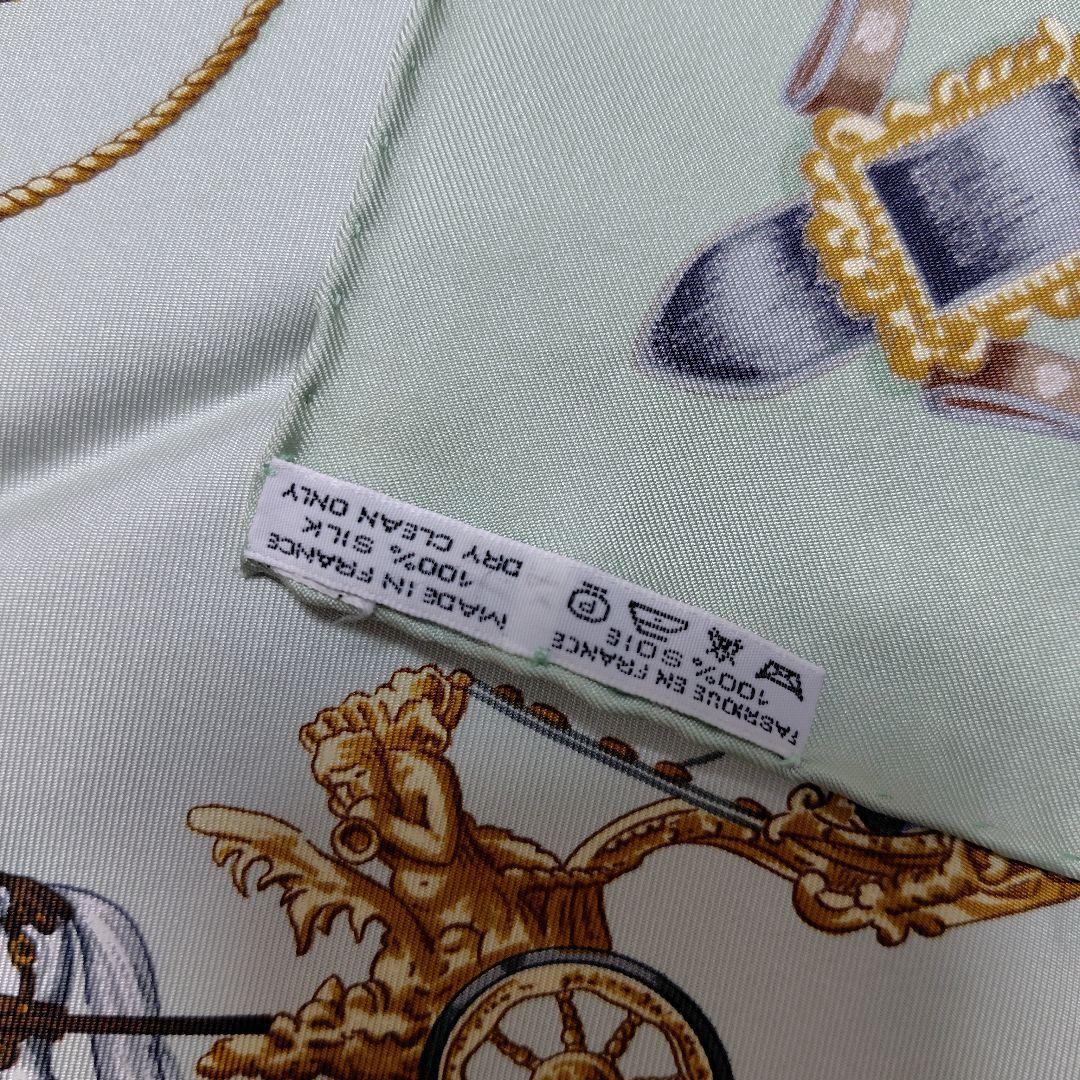 FABRIQUE EN FRANCE
100% SOIE
P
MADE IN FRANCE
100% SILK
DRY CLEAN ONLY